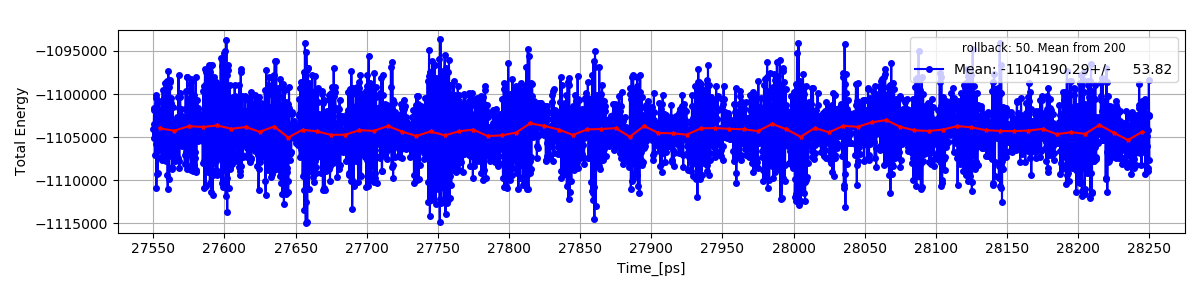 rollback: 50. Mean from 200
Mean: -1104190.29+/- 53.82
Total Energy
−1095000
−1100000
−1105000
−1110000
−1115000
27550 27600 27650 27700 27750 27800 27850 27900 27950 28000 28050 28100 28150 28200 28250
Time_[ps]